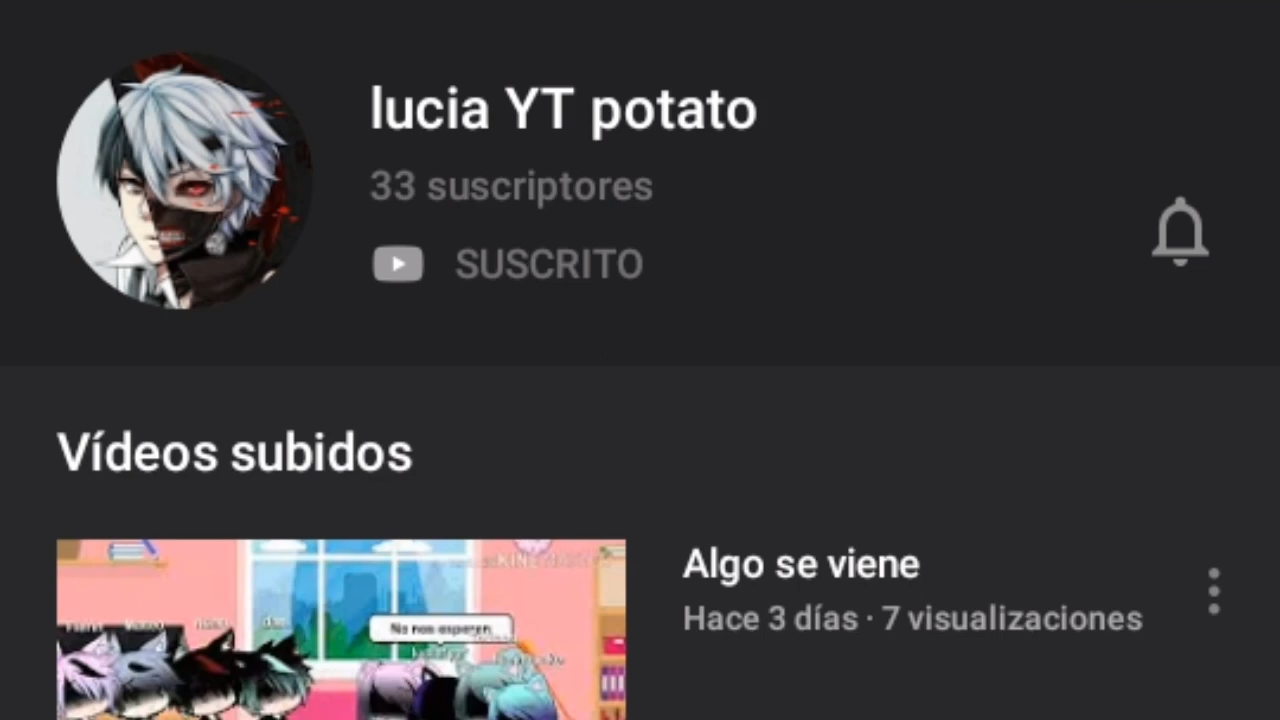 lucia YT potato
33 suscriptores
SUSCRITO
Vídeos subidos
Algo se viene
Hace 3 días · 7 visualizaciones
No nos esperen